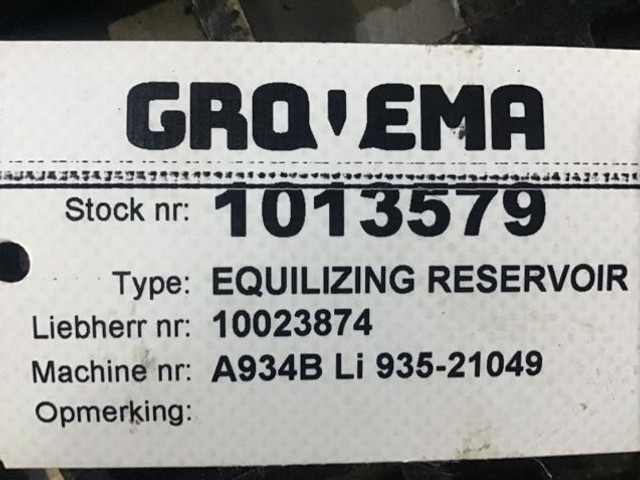 GRO'EMA
Stock nr: 1013579
Type: EQUILIZING RESERVOIR
Liebherr nr: 10023874
Machine nr: A934B Li 935-21049
Opmerking: